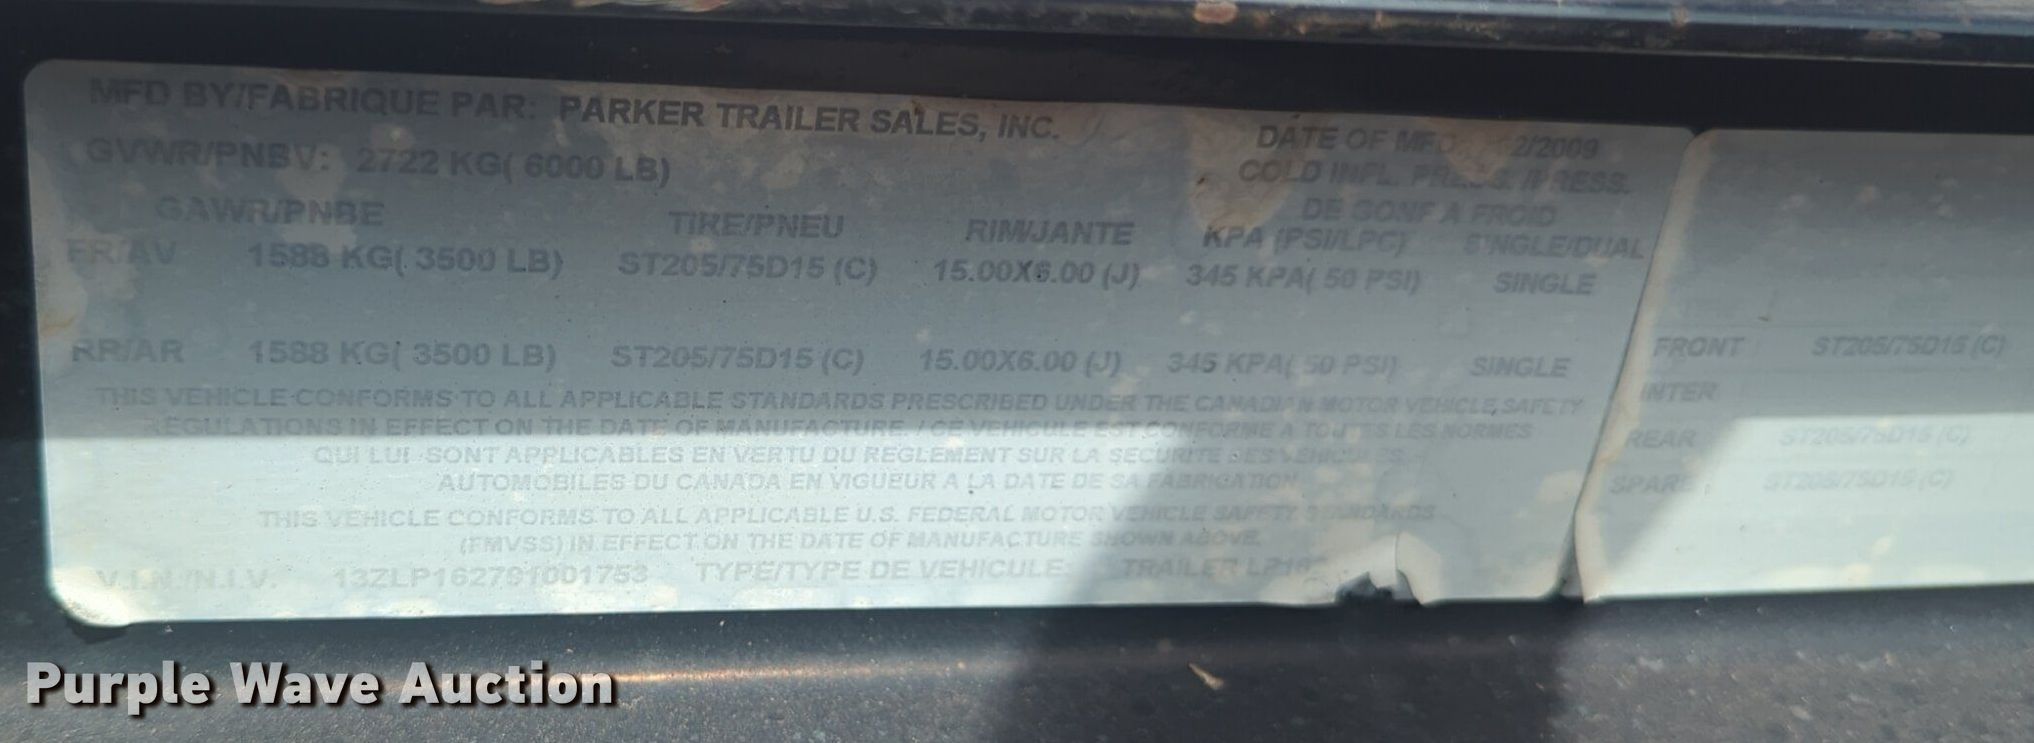 MFD BY/FABRIQUE PAR: PARKER TRAILER SALES, INC.
DATE OF MFD 2/2009
GVWR/PNBV: 2722 KG( 6000 LB)
COLD INFL. PRESS. /PRESS.
DE GONF A FROID
GAWR/PNBE TIRE/PNEU RIM/JANTE KPA (PSI/LPC) SINGLE/DUAL
FR/AV 1588 KG( 3500 LB) ST205/75D15 (C) 15.00X6.00 (J) 345 KPA( 50 PSI) SINGLE
RR/AR 1588 KG( 3500 LB) ST205/75D15 (C) 15.00X6.00 (J) 345 KPA( 50 PSI) SINGLE
THIS VEHICLE CONFORMS TO ALL APPLICABLE STANDARDS PRESCRIBED UNDER THE CANADIAN MOTOR VEHICLE SAFETY
REGULATIONS IN EFFECT ON THE DATE OF MANUFACTURE. / CE VEHICULE EST CONFORME A TOUTES LES NORMES
QUI LUI SONT APPLICABLES EN VERTU DU REGLEMENT SUR LA SECURITE DES VEHICULES
AUTOMOBILES DU CANADA EN VIGUEUR A LA DATE DE SA FABRICATION
THIS VEHICLE CONFORMS TO ALL APPLICABLE U.S. FEDERAL MOTOR VEHICLE SAFETY STANDARDS
(FMVSS) IN EFFECT ON THE DATE OF MANUFACTURE SHOWN ABOVE.
V.I.N./N.I.V: 13ZLP162791001753 TYPE/TYPE DE VEHICULE: TRAILER
FRONT ST205/75D15 (C)
INTER
REAR ST205/75D15 (C)
SPARE ST205/75D15 (C)
Purple Wave Auction